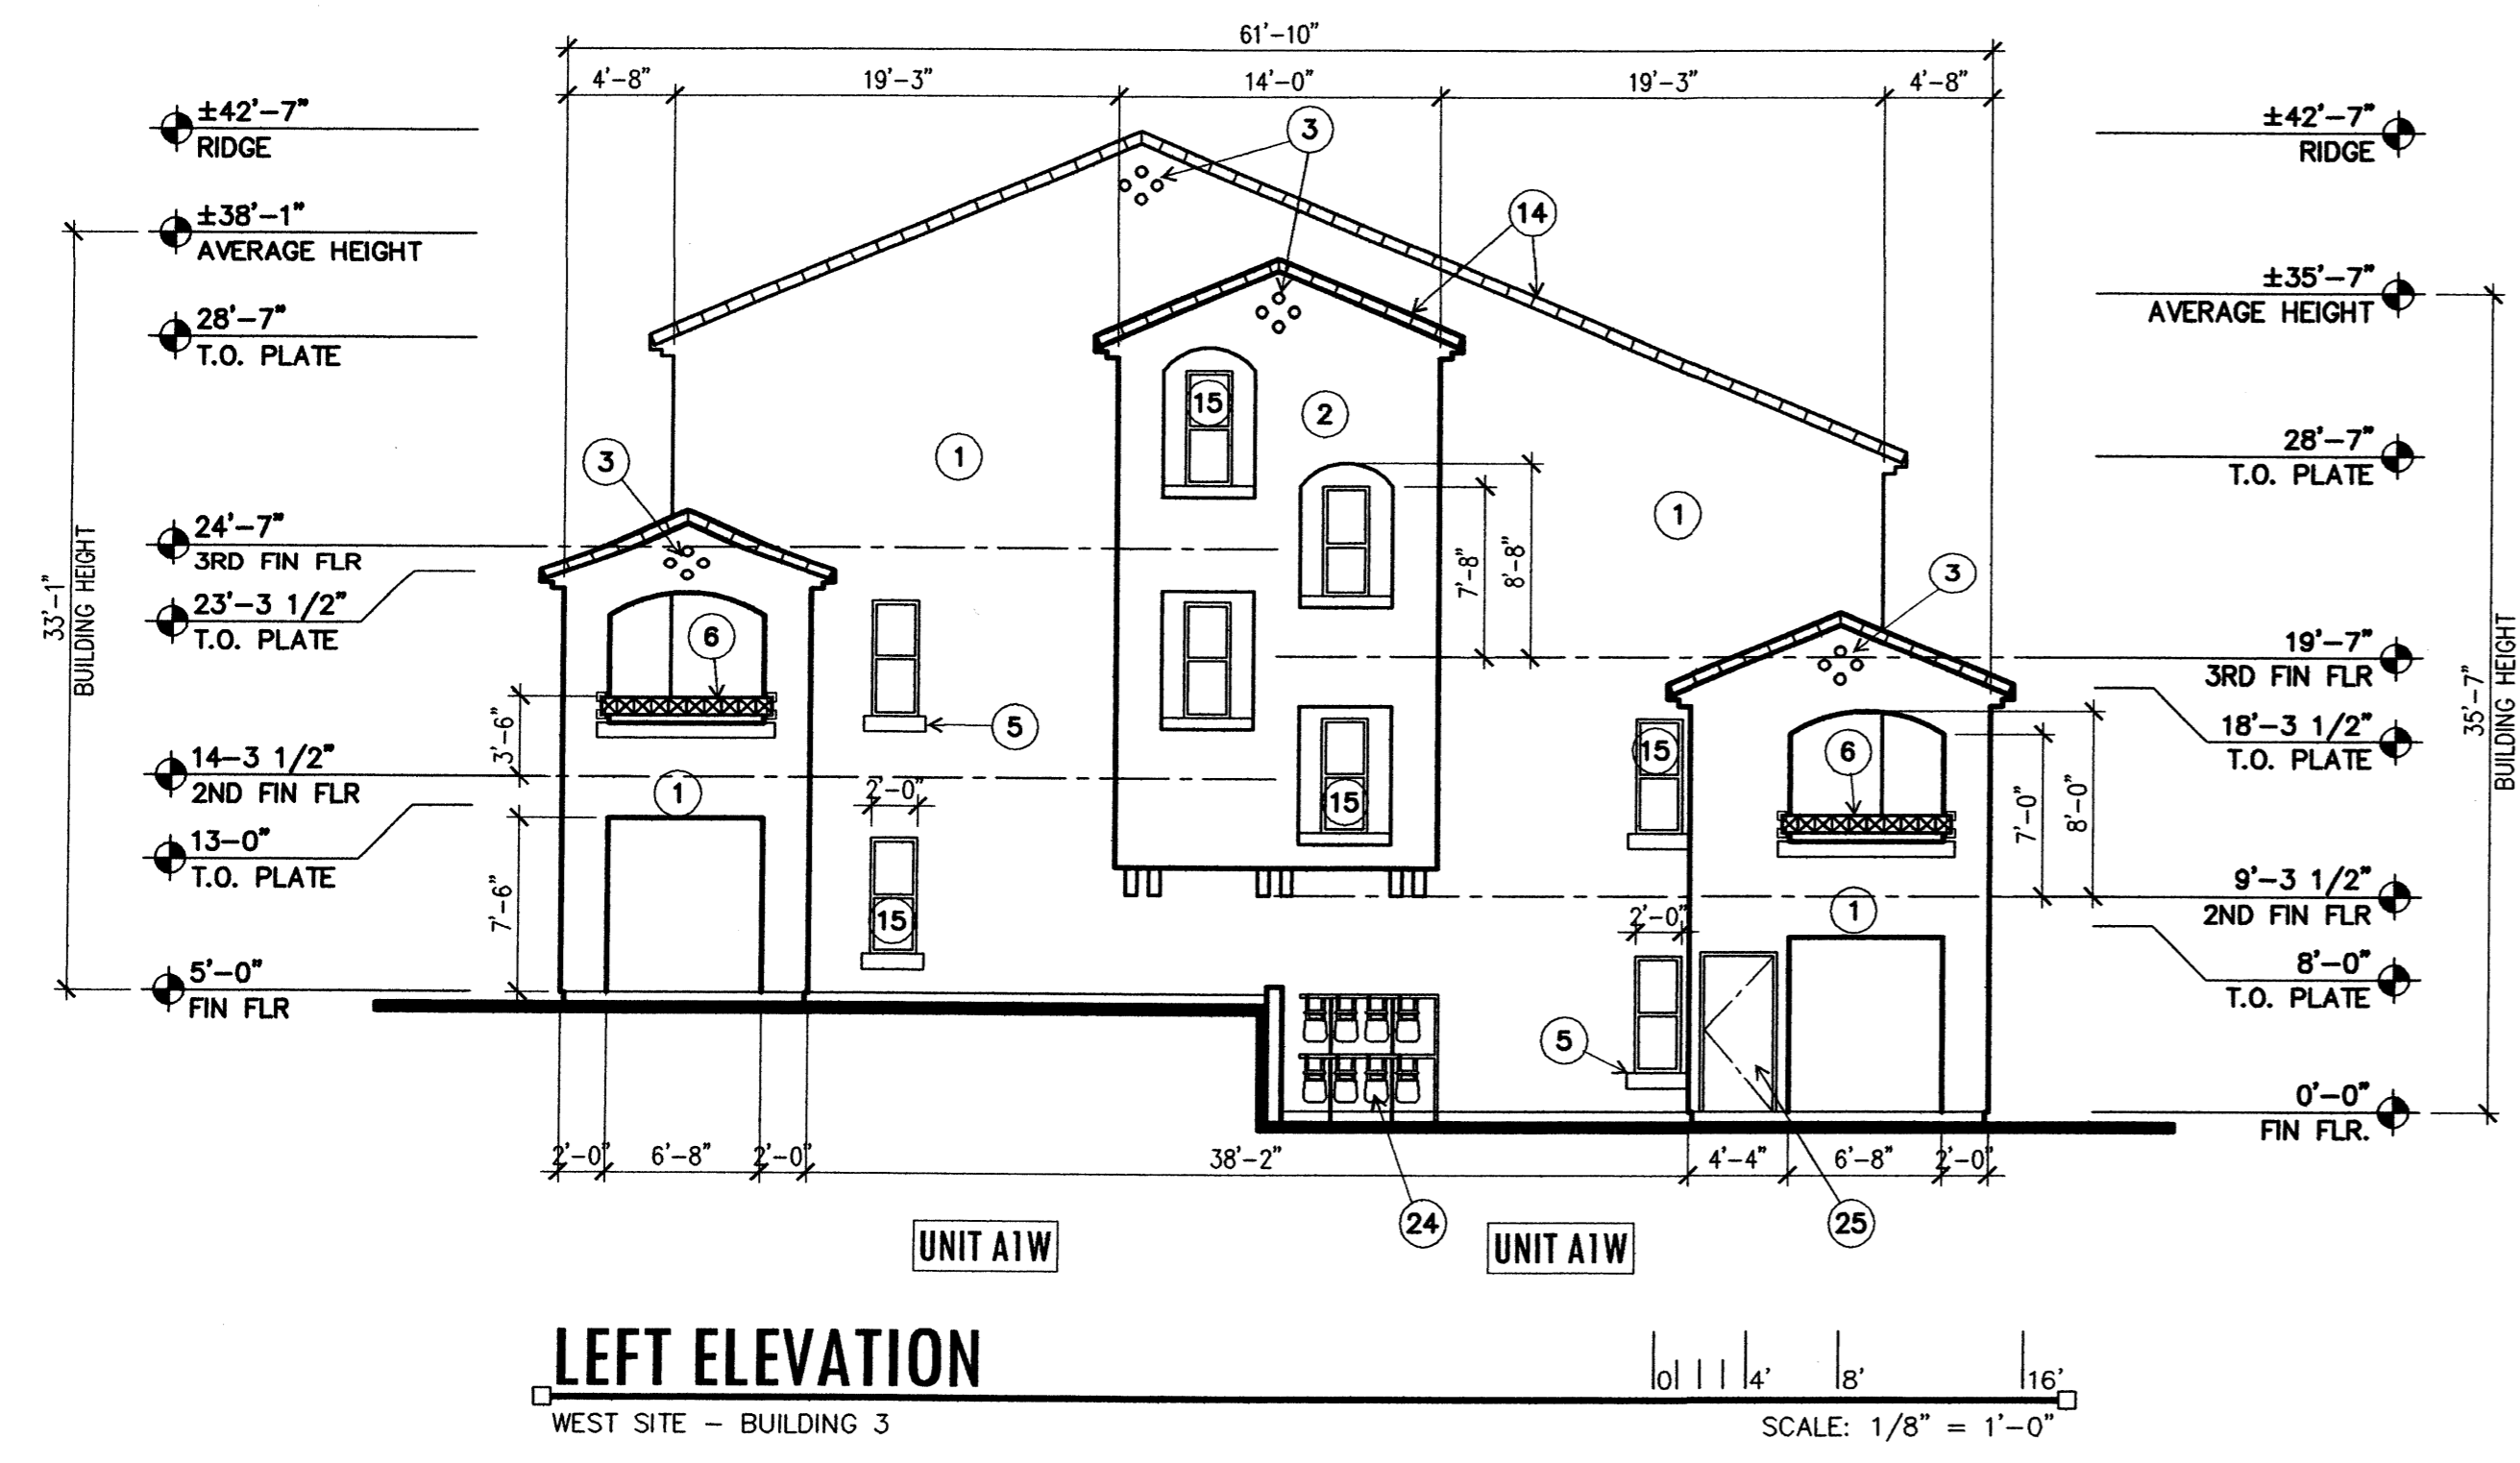 61'-10"
4'-8" 19'-3" 14'-0" 19'-3" 4'-8"
±42'-7"
RIDGE
±38'-1"
AVERAGE HEIGHT
28'-7"
T.O. PLATE
24'-7"
3RD FIN FLR
23'-3 1/2"
T.O. PLATE
14-3 1/2"
2ND FIN FLR
13-0"
T.O. PLATE
5'-0"
FIN FLR
33'-1"
BUILDING HEIGHT
3
14
15
2
1
3
1
3
6
5
3'-6"
1
2'-0"
7'-6"
15
7'-8"
8'-8"
15
15
6
7'-0"
8'-0"
1
2'-0"
5
±42'-7"
RIDGE
±35'-7"
AVERAGE HEIGHT
28'-7"
T.O. PLATE
19'-7"
3RD FIN FLR
18'-3 1/2"
T.O. PLATE
9'-3 1/2"
2ND FIN FLR
8'-0"
T.O. PLATE
0'-0"
FIN FLR.
35'-7"
BUILDING HEIGHT
2'-0" 6'-8" 2'-0" 38'-2" 4'-4" 6'-8" 2'-0"
24
25
UNIT A1W
UNIT A1W
LEFT ELEVATION
0 4' 8' 16'
WEST SITE – BUILDING 3
SCALE: 1/8" = 1'-0"